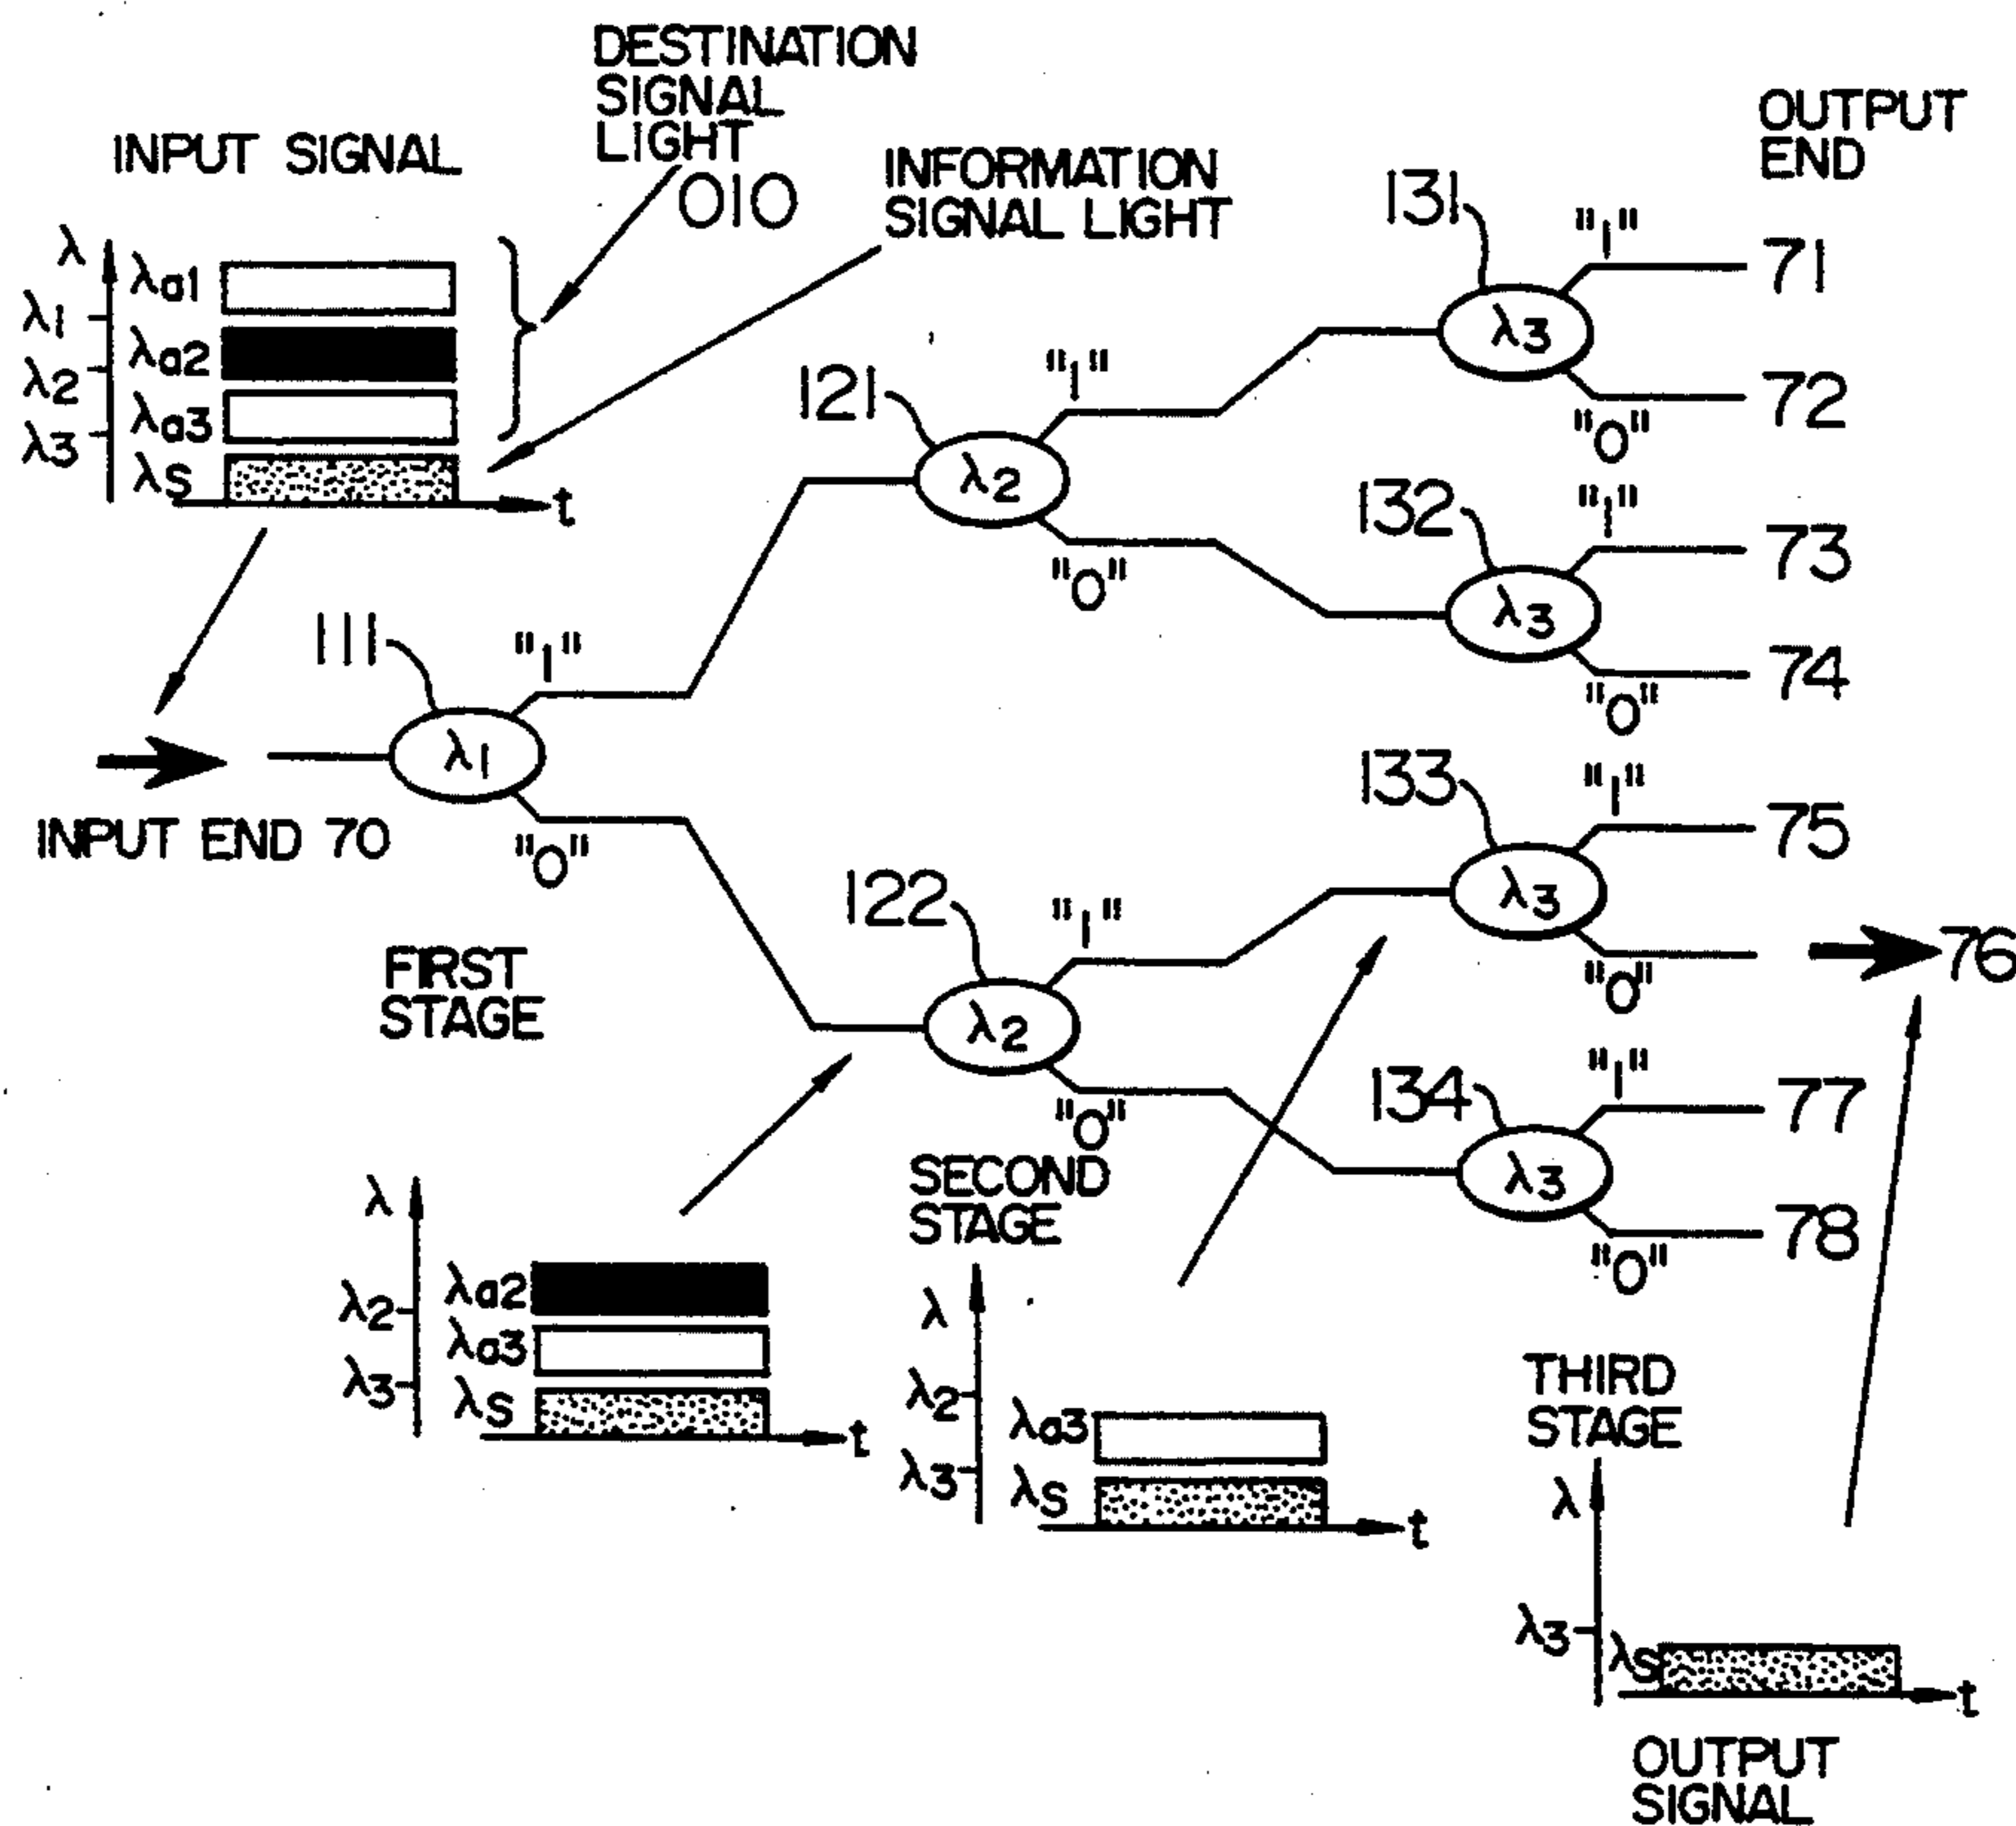 DESTINATION
SIGNAL
LIGHT
010
INPUT SIGNAL
INFORMATION
SIGNAL LIGHT
OUTPUT
END
λ
λ1
λ2
λ3
λa1
λa2
λa3
λS
t
131
λ3
"1"
71
"0"
72
121
λ2
"1"
"0"
132
λ3
"1"
73
"0"
74
111
λ1
"1"
"0"
INPUT END 70
133
λ3
"1"
75
"0"
76
122
λ2
"1"
"0"
134
λ3
"1"
77
"0"
78
FIRST
STAGE
λ
λ2
λ3
λa2
λa3
λS
t
SECOND
STAGE
λ
λ2
λ3
λa3
λS
t
THIRD
STAGE
λ
λ3
λS
t
OUTPUT
SIGNAL